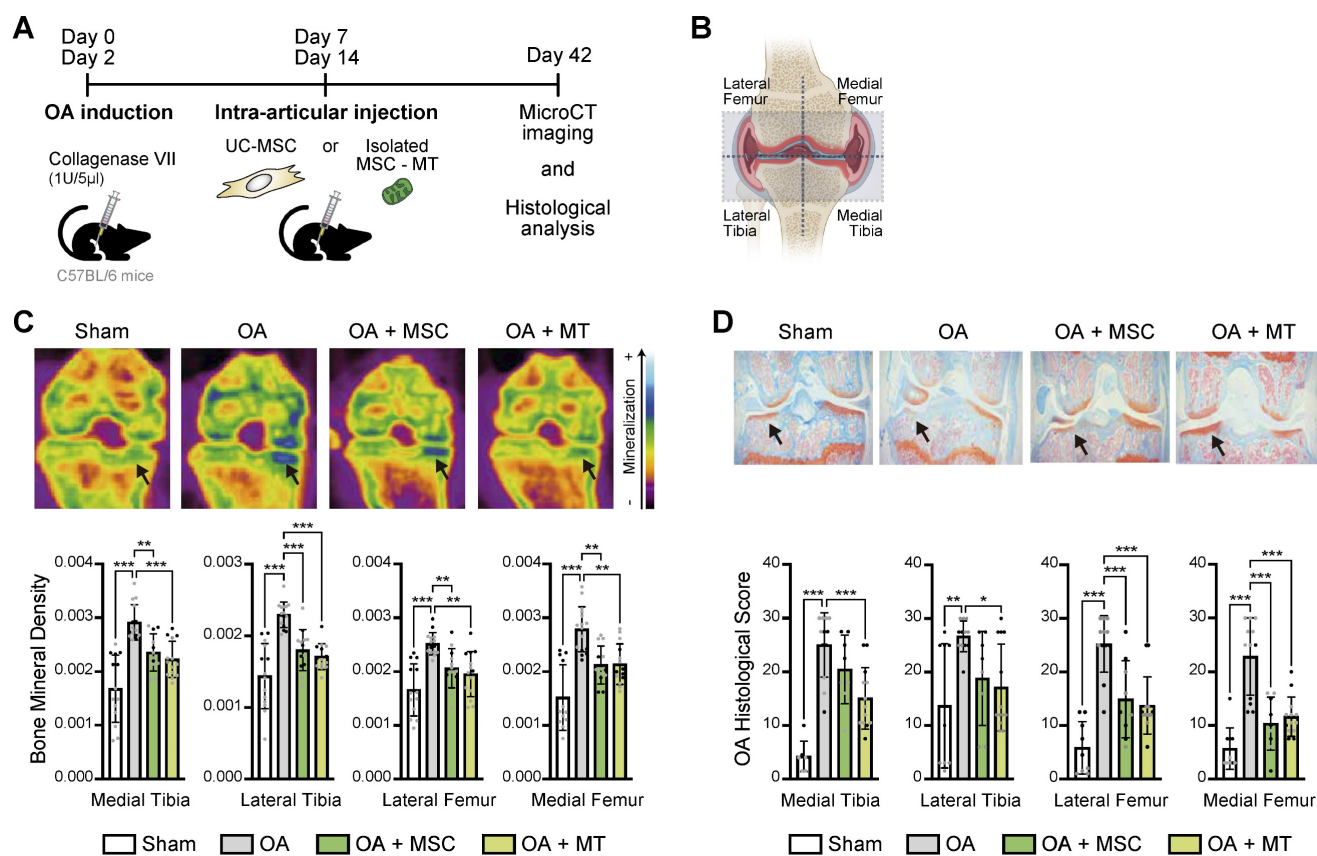 A
Day 0
Day 2
Day 7
Day 14
Day 42
OA induction
Intra-articular injection
MicroCT
imaging
and
Histological
analysis
Collagenase VII
(1U/5µl)
UC-MSC or Isolated
MSC - MT
C57BL/6 mice
B
Lateral
Femur
Medial
Femur
Lateral
Tibia
Medial
Tibia
C
Sham OA OA + MSC OA + MT
+
Mineralization
-
Bone Mineral Density
0.004
0.003
0.002
0.001
0.000
*** ** ***
Medial Tibia
0.003
0.002
0.001
0.000
*** *** ***
Lateral Tibia
0.004
0.003
0.002
0.001
0.000
*** ** **
Lateral Femur
0.004
0.003
0.002
0.001
0.000
*** ** **
Medial Femur
Sham OA OA + MSC OA + MT
D
Sham OA OA + MSC OA + MT
OA Histological Score
40
30
20
10
0
*** ***
Medial Tibia
40
30
20
10
0
** *
Lateral Tibia
40
30
20
10
0
*** *** ***
Lateral Femur
40
30
20
10
0
*** *** ***
Medial Femur
Sham OA OA + MSC OA + MT